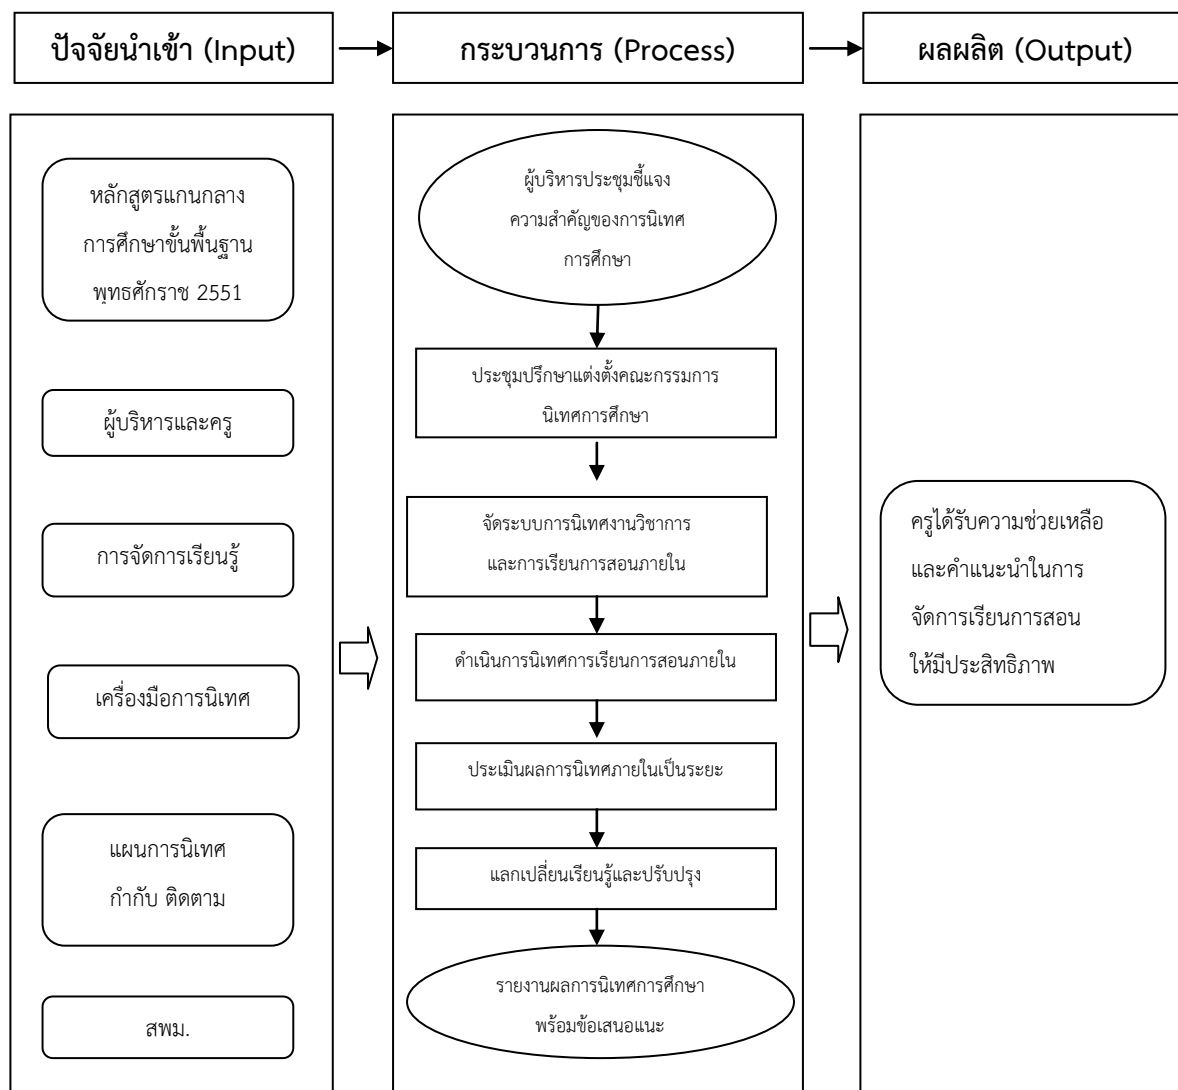 ปัจจัยนำเข้า (Input)
กระบวนการ (Process)
ผลผลิต (Output)
หลักสูตรแกนกลาง
การศึกษาขั้นพื้นฐาน
พุทธศักราช 2551
ผู้บริหารและครู
การจัดการเรียนรู้
เครื่องมือการนิเทศ
แผนการนิเทศ
กำกับ ติดตาม
สพม.
ผู้บริหารประชุมชี้แจง
ความสำคัญของการนิเทศ
การศึกษา
ประชุมปรึกษาแต่งตั้งคณะกรรมการ
นิเทศการศึกษา
จัดระบบการนิเทศงานวิชาการ
และการเรียนการสอนภายใน
ดำเนินการนิเทศการเรียนการสอนภายใน
ประเมินผลการนิเทศภายในเป็นระยะ
แลกเปลี่ยนเรียนรู้และปรับปรุง
รายงานผลการนิเทศการศึกษา
พร้อมข้อเสนอแนะ
ครูได้รับความช่วยเหลือ
และคำแนะนำในการ
จัดการเรียนการสอน
ให้มีประสิทธิภาพ